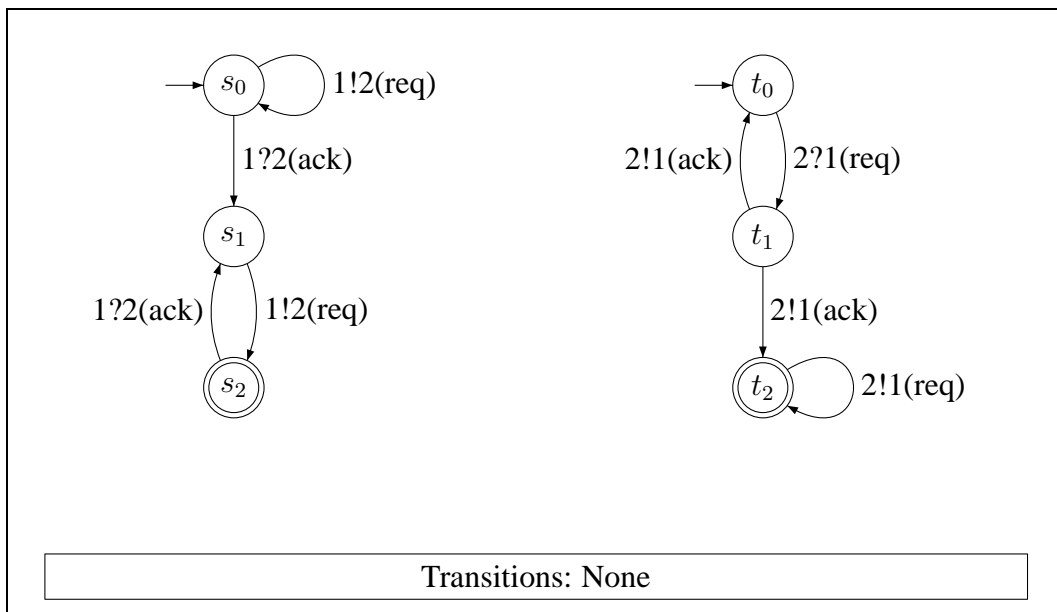 s0
1!2(req)
t0
1?2(ack)
2!1(ack)
2?1(req)
s1
t1
1?2(ack)
1!2(req)
2!1(ack)
s2
t2
2!1(req)
Transitions: None